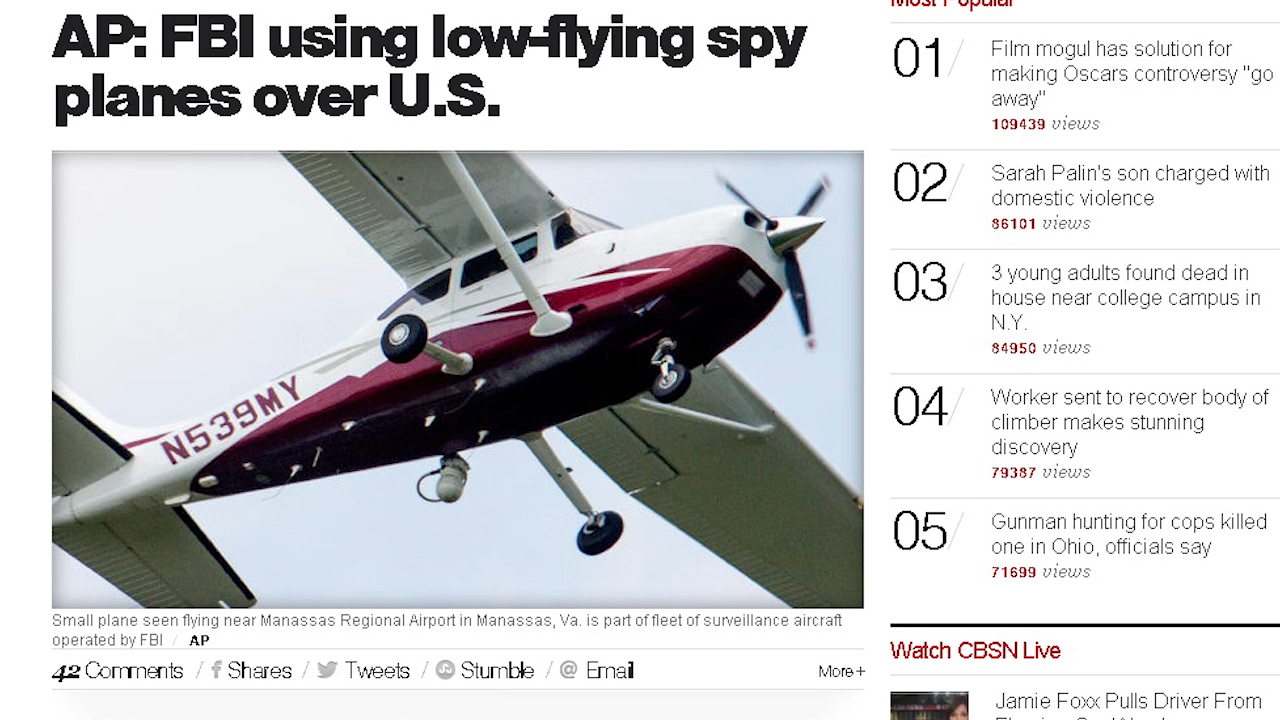 AP: FBI using low-flying spy
planes over U.S.
N539MY
Small plane seen flying near Manassas Regional Airport in Manassas, Va. is part of fleet of surveillance aircraft
operated by FBI / AP
42 Comments / f Shares / Tweets / Stumble / @ Email More +
Most Popular
01/ Film mogul has solution for
making Oscars controversy "go
away"
109439 views
02/ Sarah Palin's son charged with
domestic violence
86101 views
03/ 3 young adults found dead in
house near college campus in
N.Y.
84950 views
04/ Worker sent to recover body of
climber makes stunning
discovery
79387 views
05/ Gunman hunting for cops killed
one in Ohio, officials say
71699 views
Watch CBSN Live
Jamie Foxx Pulls Driver From